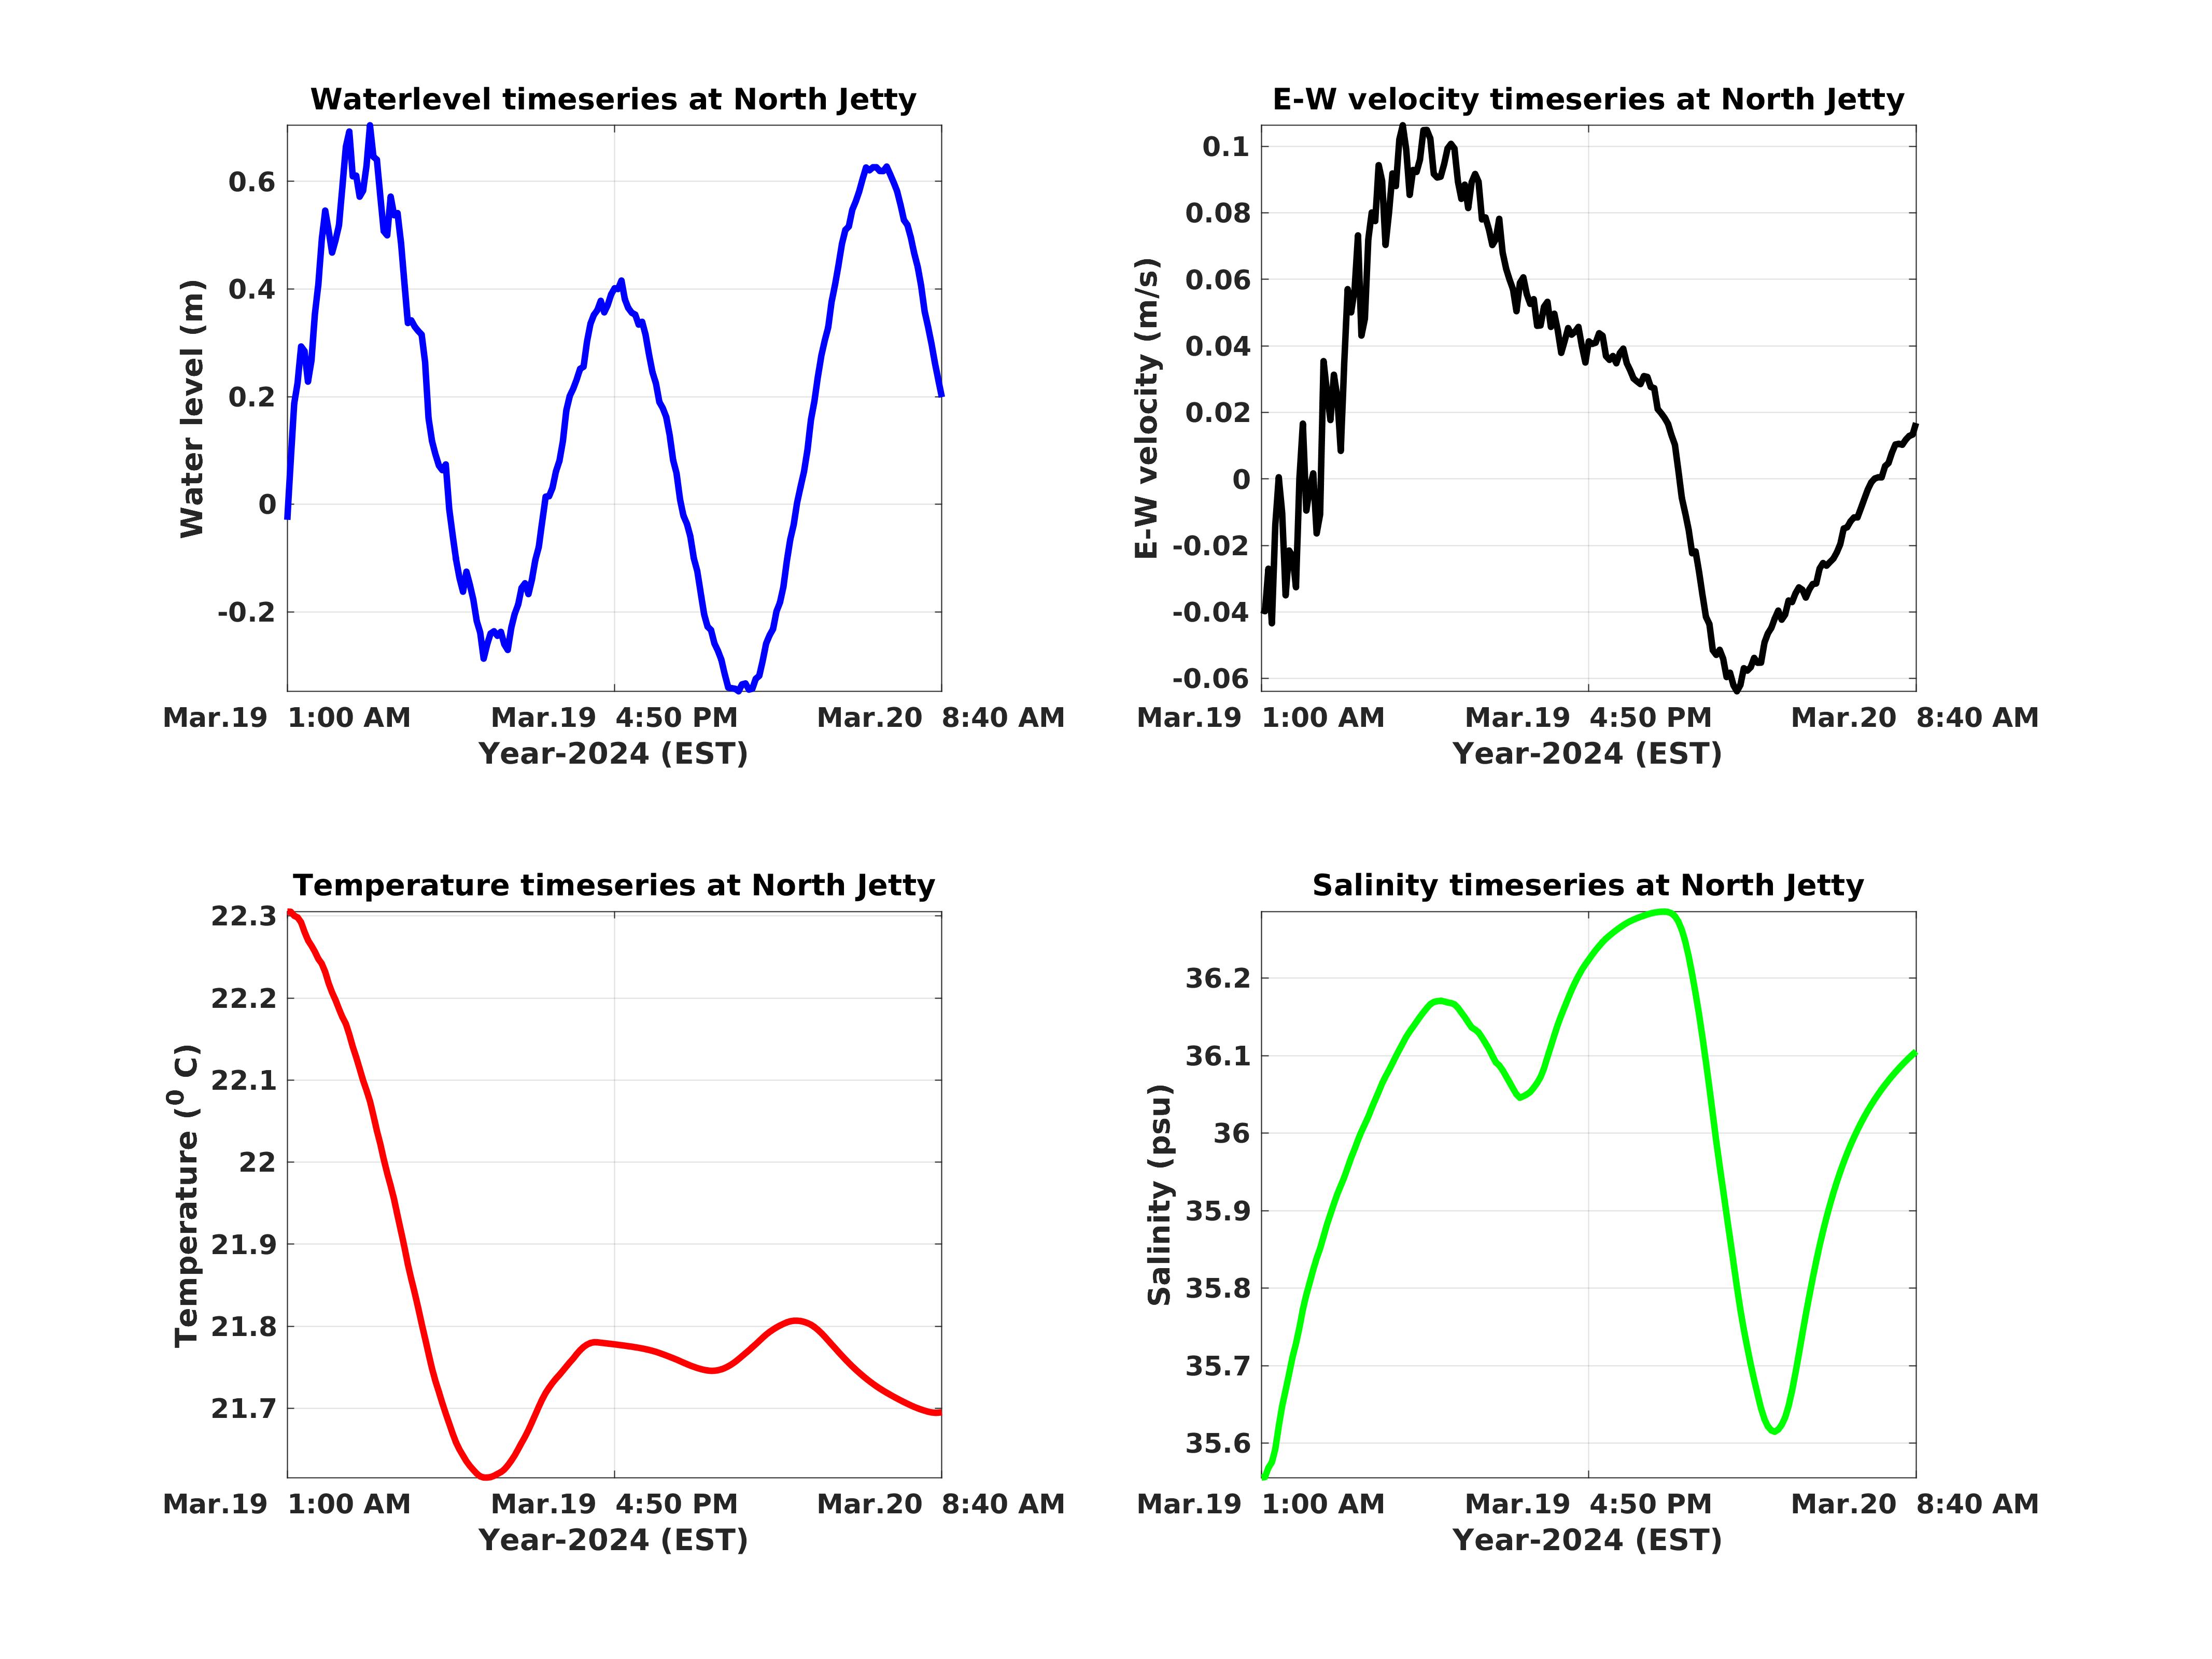 Waterlevel timeseries at North Jetty
0.6
0.4
0.2
0
-0.2
Water level (m)
Mar.19 1:00 AM Mar.19 4:50 PM Mar.20 8:40 AM
Year-2024 (EST)
E-W velocity timeseries at North Jetty
0.1
0.08
0.06
0.04
0.02
0
-0.02
-0.04
-0.06
E-W velocity (m/s)
Mar.19 1:00 AM Mar.19 4:50 PM Mar.20 8:40 AM
Year-2024 (EST)
Temperature timeseries at North Jetty
22.3
22.2
22.1
22
21.9
21.8
21.7
Temperature (⁰ C)
Mar.19 1:00 AM Mar.19 4:50 PM Mar.20 8:40 AM
Year-2024 (EST)
Salinity timeseries at North Jetty
36.2
36.1
36
35.9
35.8
35.7
35.6
Salinity (psu)
Mar.19 1:00 AM Mar.19 4:50 PM Mar.20 8:40 AM
Year-2024 (EST)